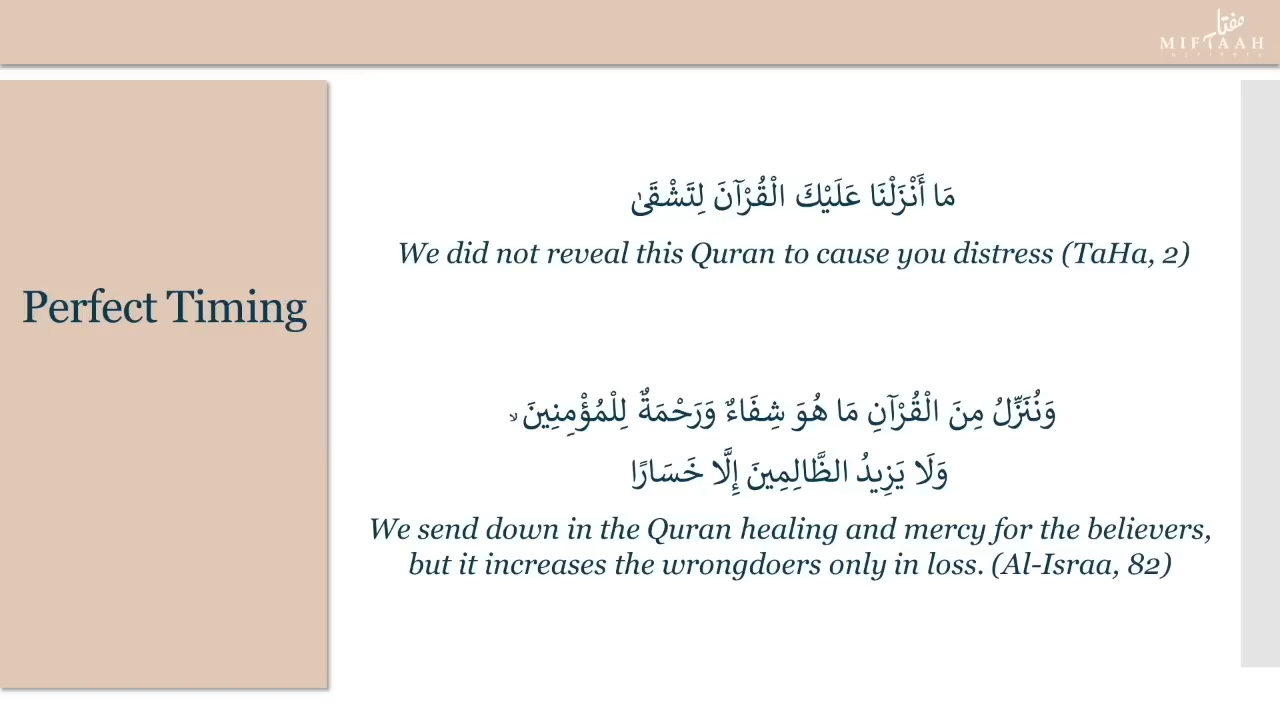 مفتاح
MIFTAAH
INSTITUTE
Perfect Timing
مَا أَنْزَلْنَا عَلَيْكَ الْقُرْآنَ لِتَشْقَىٰ
We did not reveal this Quran to cause you distress (TaHa, 2)
وَنُنَزِّلُ مِنَ الْقُرْآنِ مَا هُوَ شِفَاءٌ وَرَحْمَةٌ لِلْمُؤْمِنِينَ ۙ
وَلَا يَزِيدُ الظَّالِمِينَ إِلَّا خَسَارًا
We send down in the Quran healing and mercy for the believers,
but it increases the wrongdoers only in loss. (Al-Israa, 82)